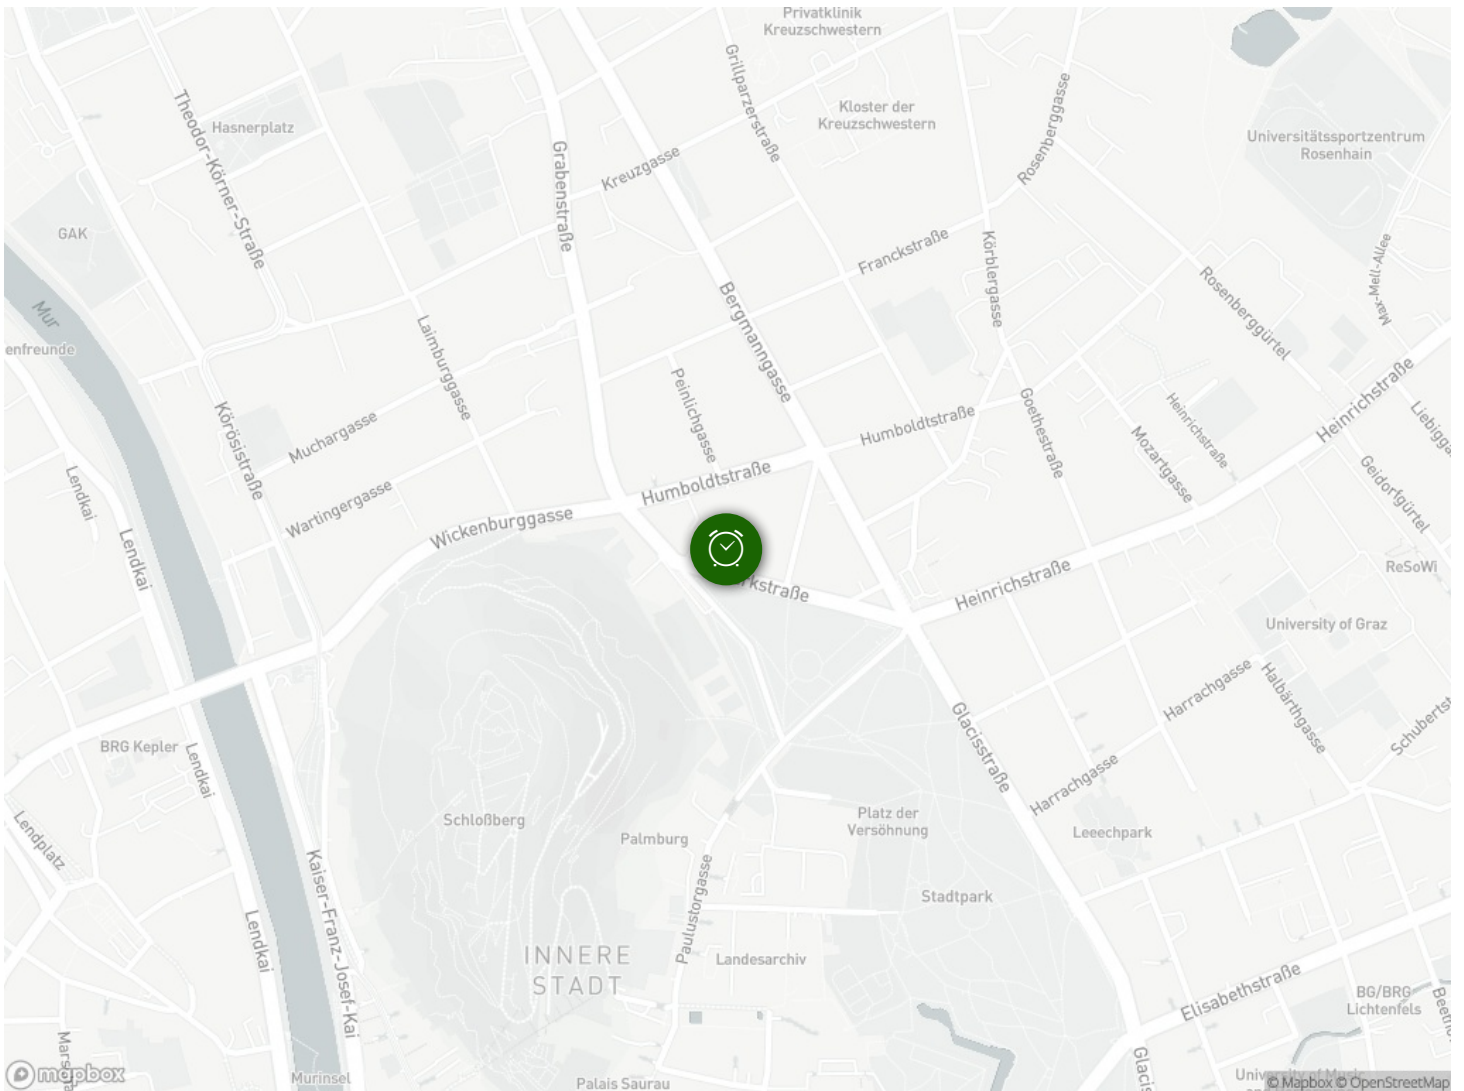 Privatklinik
Kreuzschwestern
Grillparzerstraße
Rosenberggasse
Theodor-Körner-Straße
Hasnerplatz
Kloster der
Kreuzschwestern
Universitätssportzentrum
Rosenhain
Grabenstraße
Kreuzgasse
GAK
Franckstraße
Körblergasse
Max-Mell-Allee
Rosenberggürtel
Mur
enfreunde
Laimburggasse
Bergmanngasse
Peinlichgasse
Körösistraße
Muchargasse
Humboldtstraße
Goethestraße
Heinrichstraße
Mozartgasse
Heinrichstraße
Lendkai
Wartingergasse
Humboldtstraße
Geidorfgürtel
Wickenburggasse
Lendkai
rkstraße
Heinrichstraße
ReSoWi
University of Graz
Harrachgasse
Halbärthgasse
BRG Kepler
Lendkai
Glacisstraße
Schuberts
Harrachgasse
Lendplatz
Schloßberg
Palmburg
Platz der
Versöhnung
Leeechpark
Kaiser-Franz-Josef-Kai
Paulustorgasse
Stadtpark
Lendkai
INNERE
STADT
Landesarchiv
Elisabethstraße
BG/BRG
Lichtenfels
Murinsel
Palais Saurau
mapbox
© Mapbox © OpenStreetMap